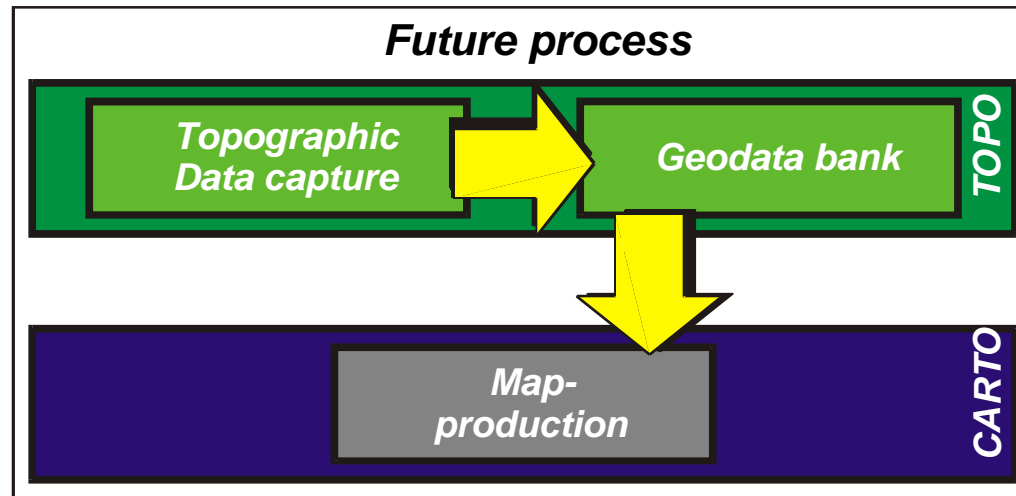 Future process
Topographic
Data capture
Geodata bank
TOPO
Map-
production
CARTO